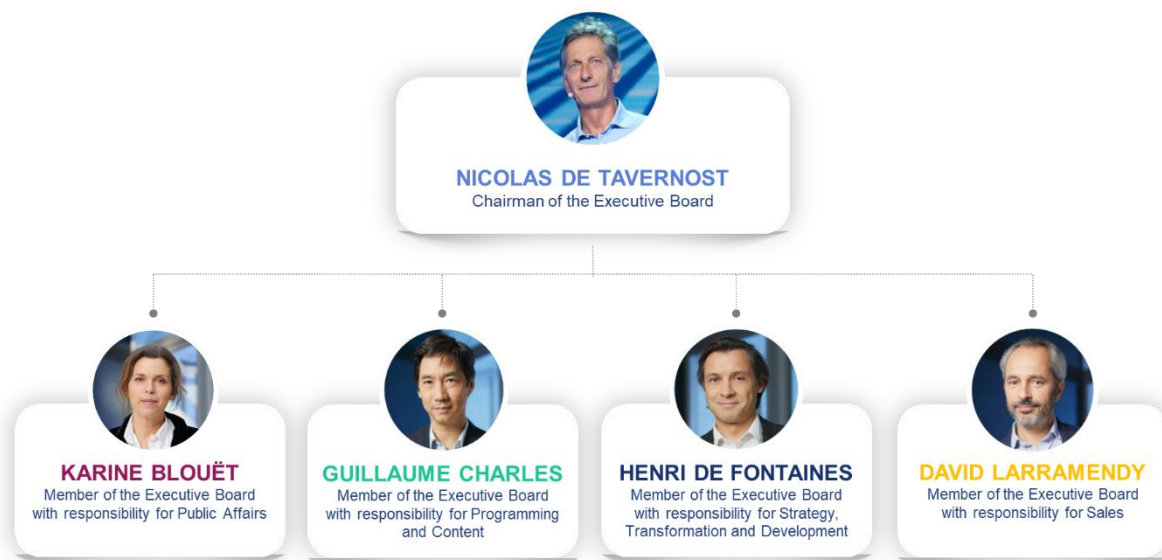 NICOLAS DE TAVERNOST
Chairman of the Executive Board
KARINE BLOUËT
Member of the Executive Board
with responsibility for Public Affairs
GUILLAUME CHARLES
Member of the Executive Board
with responsibility for Programming
and Content
HENRI DE FONTAINES
Member of the Executive Board
with responsibility for Strategy,
Transformation and Development
DAVID LARRAMENDY
Member of the Executive Board
with responsibility for Sales